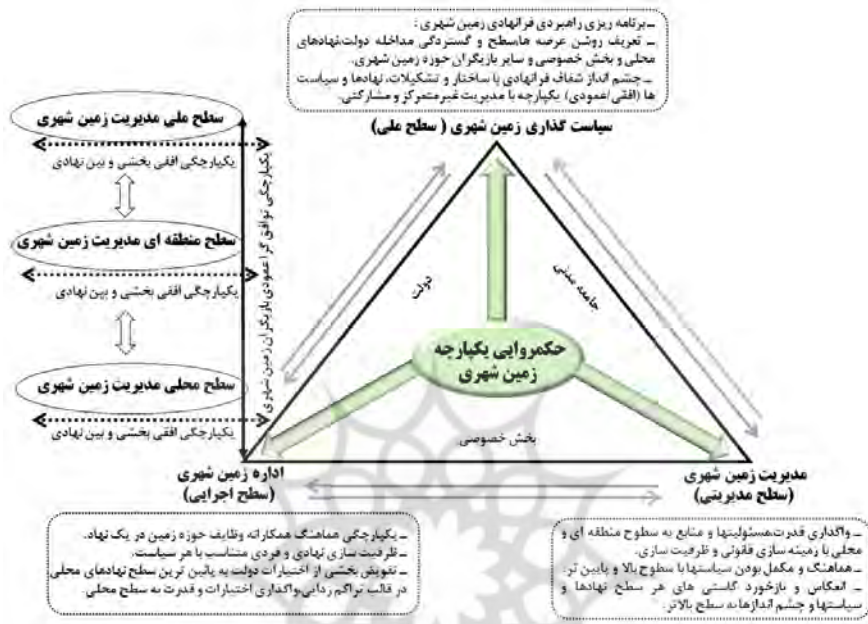 ـ برنامه ریزی راهبردی فرانهادی زمین شهری :
ـ تعریف روشن عرصه ها،سطح و گستردگی مداخله دولت،نهادهای
محلی و بخش خصوصی و سایر بازیگران حوزه زمین شهری.
ـ چشم انداز شفاف فرانهادی با ساختار و تشکیلات، نهادها و سیاست
ها (افقی/عمودی) یکپارچه با مدیریت غیرمتمرکز و مشارکتی.
سیاست گذاری زمین شهری ( سطح ملی)
سطح ملی مدیریت زمین شهری
یکپارچگی افقی بخشی و بین نهادی
سطح منطقه ای مدیریت زمین شهری
یکپارچگی افقی بخشی و بین نهادی
سطح محلی مدیریت زمین شهری
یکپارچگی افقی بخشی و بین نهادی
یکپارچگی توافق گرا عمودی بازیگران زمین شهری
دولت
جامعه مدنی
حکمروایی یکپارچه
زمین شهری
بخش خصوصی
اداره زمین شهری
(سطح اجرایی)
مدیریت زمین شهری
(سطح مدیریتی)
ـ یکپارچگی هماهنگ همکارانه وظایف حوزه زمین در یک نهاد.
ـ ظرفیت سازی نهادی و فردی متناسب با هر سیاست.
ـ تفویض بخشی از اختیارات دولت به پائین ترین سطح نهادهای محلی
در قالب تراکم زدایی،واگذاری اختیارات و قدرت به سطح محلی.
ـ واگذاری قدرت،مسئولیتها و منابع به سطوح منطقه ای و
محلی با زمینه سازی قانونی و ظرفیت سازی.
ـ هماهنگ و مکمل بودن سیاستها با سطوح بالا و پایین تر.
ـ انعکاس و بازخورد کاستی های هر سطح نهادها و
سیاستها و چشم اندازها به سطح بالاتر.